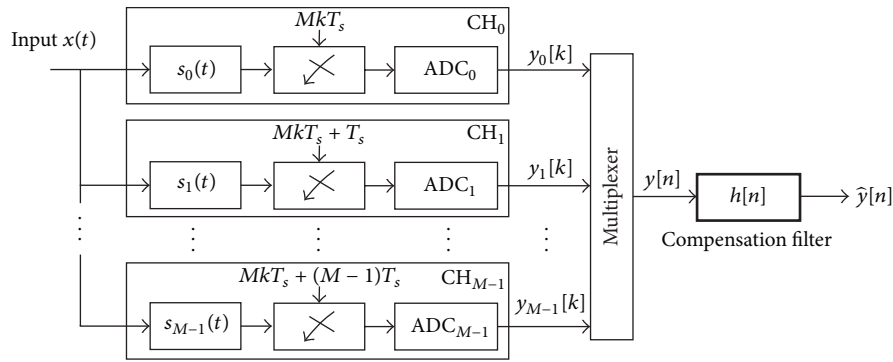 Input x(t)
MkT_s
CH_0
s_0(t)
ADC_0
y_0[k]
MkT_s + T_s
CH_1
s_1(t)
ADC_1
y_1[k]
MkT_s + (M − 1)T_s
CH_{M−1}
s_{M−1}(t)
ADC_{M−1}
y_{M−1}[k]
Multiplexer
y[n]
h[n]
ŷ[n]
Compensation filter